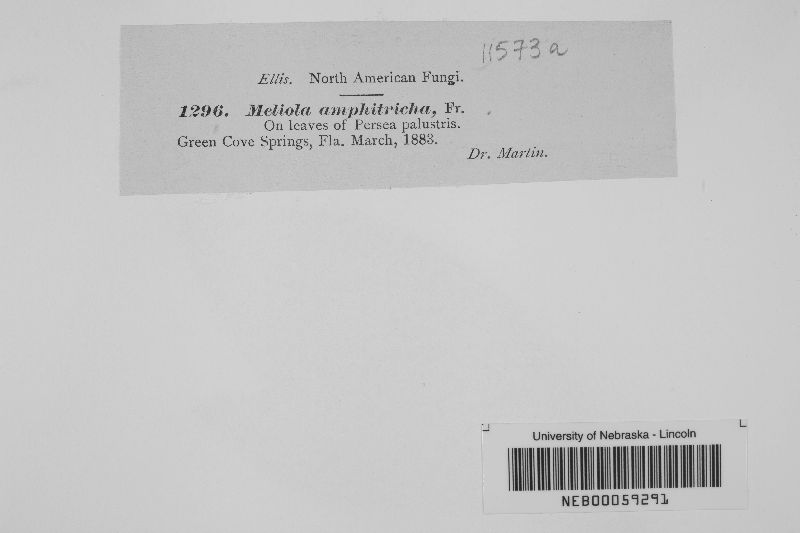 11573a
Ellis. North American Fungi.
1296. Meliola amphitricha, Fr.
On leaves of Persea palustris.
Green Cove Springs, Fla. March, 1883.
Dr. Martin.
University of Nebraska - Lincoln
NEB00059291